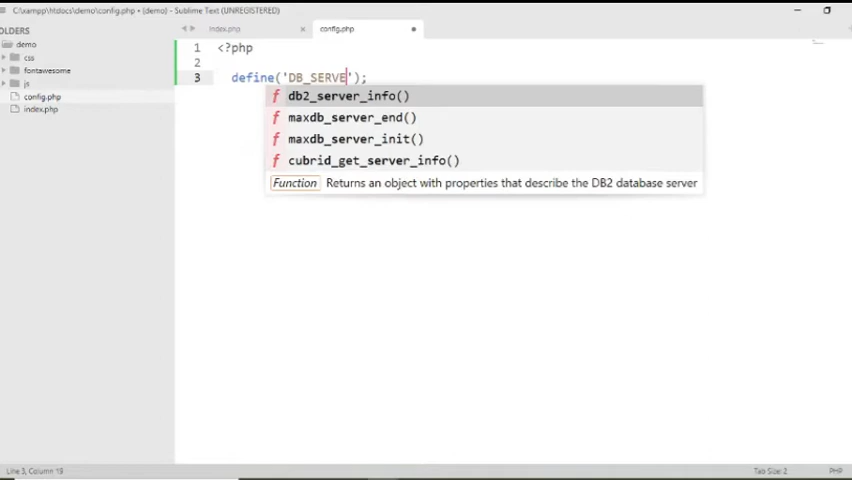 C:\xampp\htdocs\demo\config.php • (demo) - Sublime Text (UNREGISTERED)
OLDERS
demo
css
fontawesome
js
config.php
index.php
index.php
config.php
1 <?php
2
3 define('DB_SERVE');
f db2_server_info()
f maxdb_server_end()
f maxdb_server_init()
f cubrid_get_server_info()
Function Returns an object with properties that describe the DB2 database server
Line 3, Column 19
Tab Size: 2
PHP